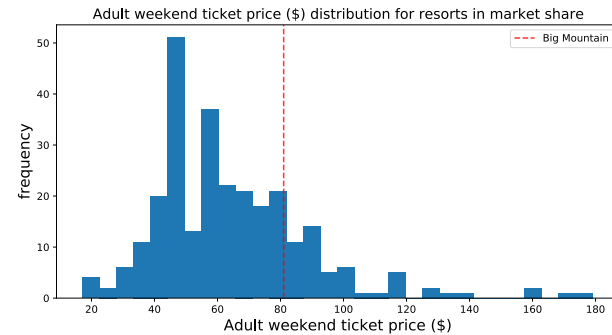 Adult weekend ticket price ($) distribution for resorts in market share
Big Mountain
frequency
50
40
30
20
10
0
20 40 60 80 100 120 140 160 180
Adult weekend ticket price ($)